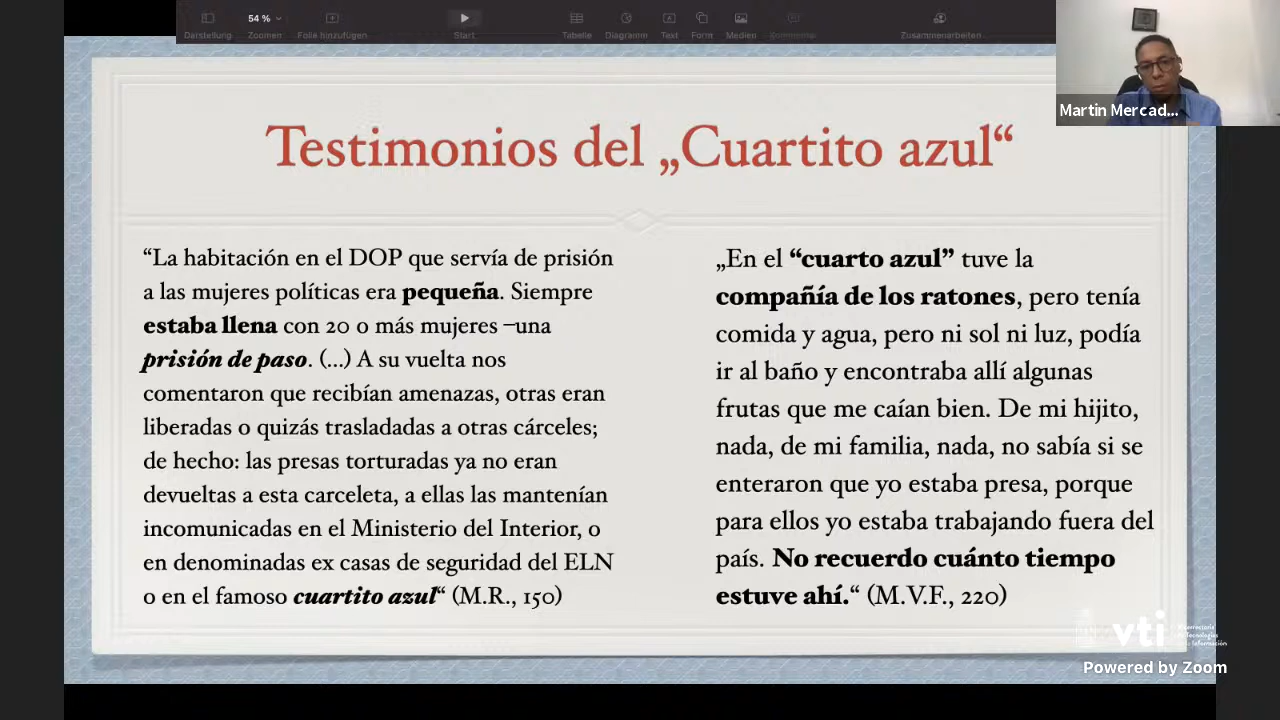 54 %
Darstellung
Zoomen
Folie hinzufügen
Start
Tabelle
Diagramm
Text
Form
Medien
Kommentar
Zusammenarbeiten
Martin Mercad...
Testimonios del „Cuartito azul“
“La habitación en el DOP que servía de prisión
a las mujeres políticas era pequeña. Siempre
estaba llena con 20 o más mujeres –una
prisión de paso. (...) A su vuelta nos
comentaron que recibían amenazas, otras eran
liberadas o quizás trasladadas a otras cárceles;
de hecho: las presas torturadas ya no eran
devueltas a esta carceleta, a ellas las mantenían
incomunicadas en el Ministerio del Interior, o
en denominadas ex casas de seguridad del ELN
o en el famoso cuartito azul“ (M.R., 150)
„En el “cuarto azul” tuve la
compañía de los ratones, pero tenía
comida y agua, pero ni sol ni luz, podía
ir al baño y encontraba allí algunas
frutas que me caían bien. De mi hijito,
nada, de mi familia, nada, no sabía si se
enteraron que yo estaba presa, porque
para ellos yo estaba trabajando fuera del
país. No recuerdo cuánto tiempo
estuve ahí.“ (M.V.F., 220)
vti
Powered by Zoom